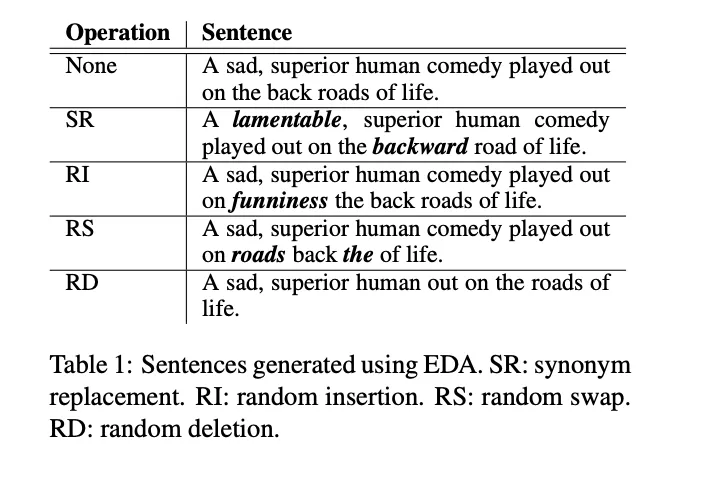 Operation Sentence
None A sad, superior human comedy played out
on the back roads of life.
SR A lamentable, superior human comedy
played out on the backward road of life.
RI A sad, superior human comedy played out
on funniness the back roads of life.
RS A sad, superior human comedy played out
on roads back the of life.
RD A sad, superior human out on the roads of
life.
Table 1: Sentences generated using EDA. SR: synonym
replacement. RI: random insertion. RS: random swap.
RD: random deletion.